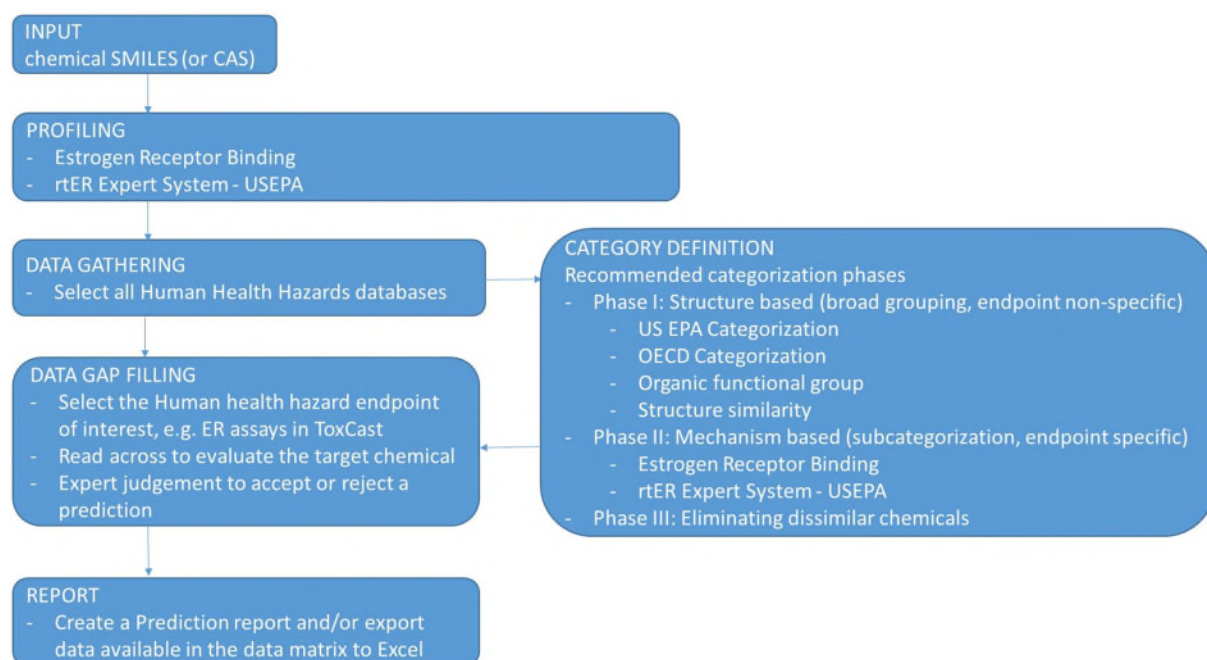 INPUT
chemical SMILES (or CAS)
PROFILING
- Estrogen Receptor Binding
- rtER Expert System - USEPA
DATA GATHERING
- Select all Human Health Hazards databases
CATEGORY DEFINITION
Recommended categorization phases
- Phase I: Structure based (broad grouping, endpoint non-specific)
- US EPA Categorization
- OECD Categorization
- Organic functional group
- Structure similarity
- Phase II: Mechanism based (subcategorization, endpoint specific)
- Estrogen Receptor Binding
- rtER Expert System - USEPA
- Phase III: Eliminating dissimilar chemicals
DATA GAP FILLING
- Select the Human health hazard endpoint
of interest, e.g. ER assays in ToxCast
- Read across to evaluate the target chemical
- Expert judgement to accept or reject a
prediction
REPORT
- Create a Prediction report and/or export
data available in the data matrix to Excel